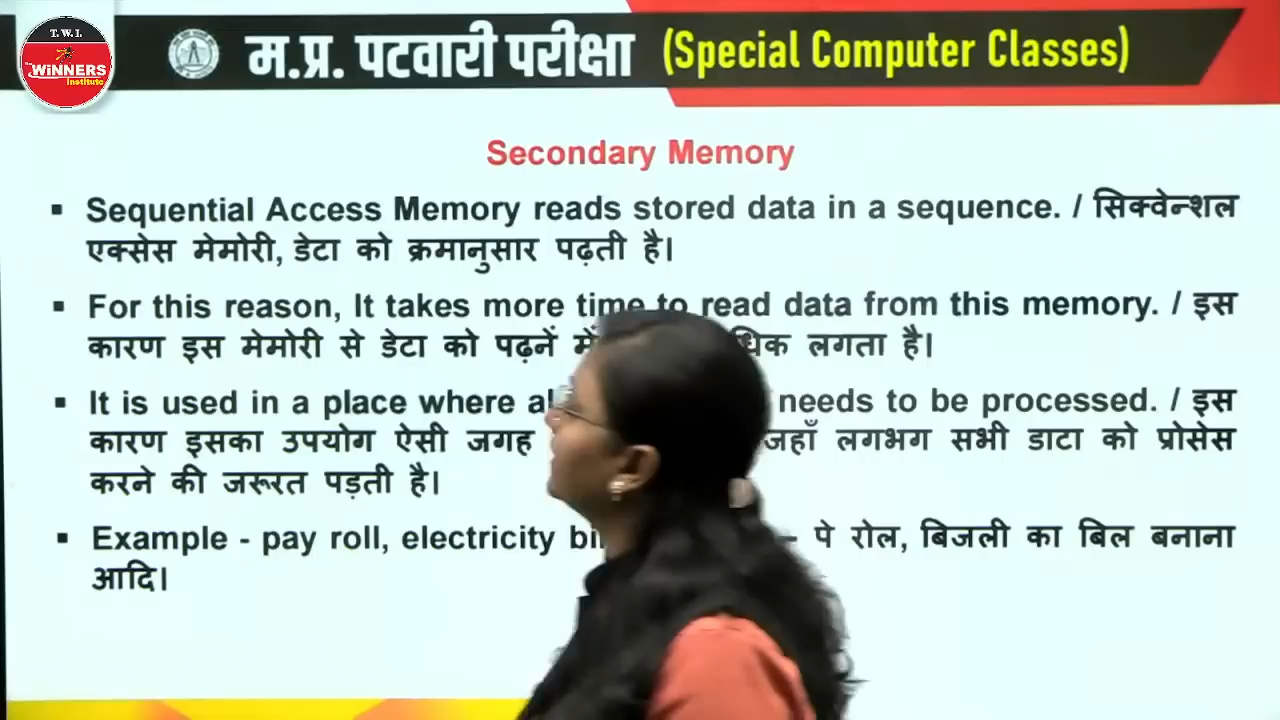 T.W.I.
THE WiNNERS
institute
म.प्र. पटवारी परीक्षा (Special Computer Classes)
Secondary Memory
▪ Sequential Access Memory reads stored data in a sequence. / सिक्वेन्शल
एक्सेस मेमोरी, डेटा को क्रमानुसार पढ़ती है।
▪ For this reason, It takes more time to read data from this memory. / इस
कारण इस मेमोरी से डेटा को पढ़नें में लगता है।
▪ It is used in a place where needs to be processed. / इस
कारण इसका उपयोग ऐसी जगह जहाँ लगभग सभी डाटा को प्रोसेस
करने की जरूरत पड़ती है।
▪ Example - pay roll, electricity – पे रोल, बिजली का बिल बनाना
आदि।